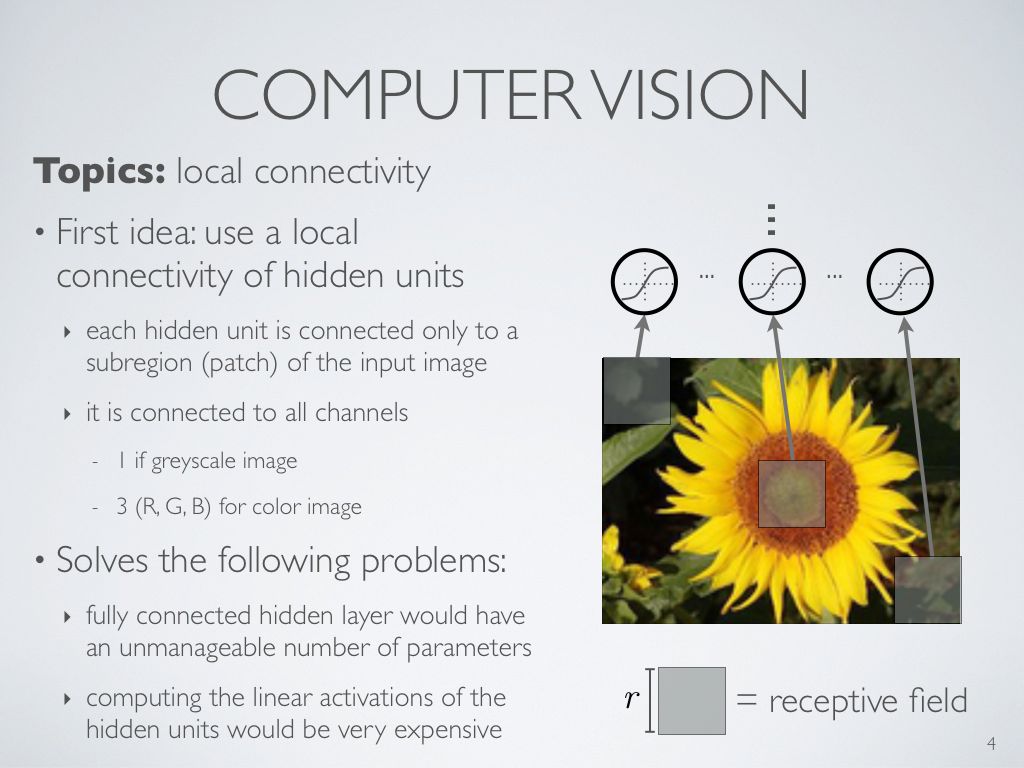 COMPUTER VISION
Topics: local connectivity
• First idea: use a local
connectivity of hidden units
‣ each hidden unit is connected only to a
subregion (patch) of the input image
‣ it is connected to all channels
- 1 if greyscale image
- 3 (R, G, B) for color image
• Solves the following problems:
‣ fully connected hidden layer would have
an unmanageable number of parameters
‣ computing the linear activations of the
hidden units would be very expensive
... ...
r = receptive field
4